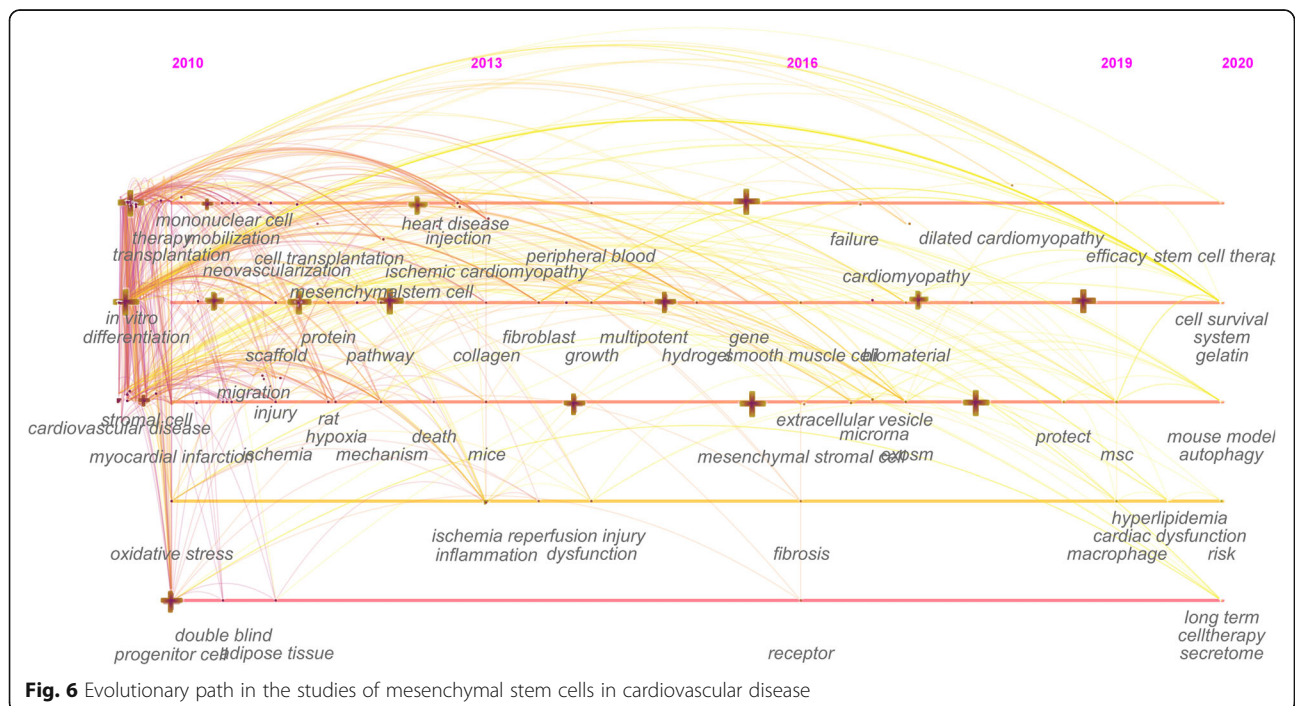 2010 2013 2016 2019 2020
mononuclear cell heart disease
therapy mobilization injection failure dilated cardiomyopathy
transplantation cell transplantation peripheral blood efficacy stem cell therap
neovascularization ischemic cardiomyopathy cardiomyopathy
mesenchymal stem cell
in vitro cell survival
differentiation protein fibroblast multipotent gene system
scaffold pathway collagen growth hydrogel smooth muscle cell biomaterial gelatin
migration
stromal cell injury rat extracellular vesicle
cardiovascular disease hypoxia death microrna protect mouse model
myocardial infarction ischemia mechanism mice mesenchymal stromal cell msc autophagy
hyperlipidemia
ischemia reperfusion injury cardiac dysfunction
oxidative stress inflammation dysfunction fibrosis macrophage risk
long term
double blind celltherapy
progenitor cell adipose tissue receptor secretome
Fig. 6 Evolutionary path in the studies of mesenchymal stem cells in cardiovascular disease